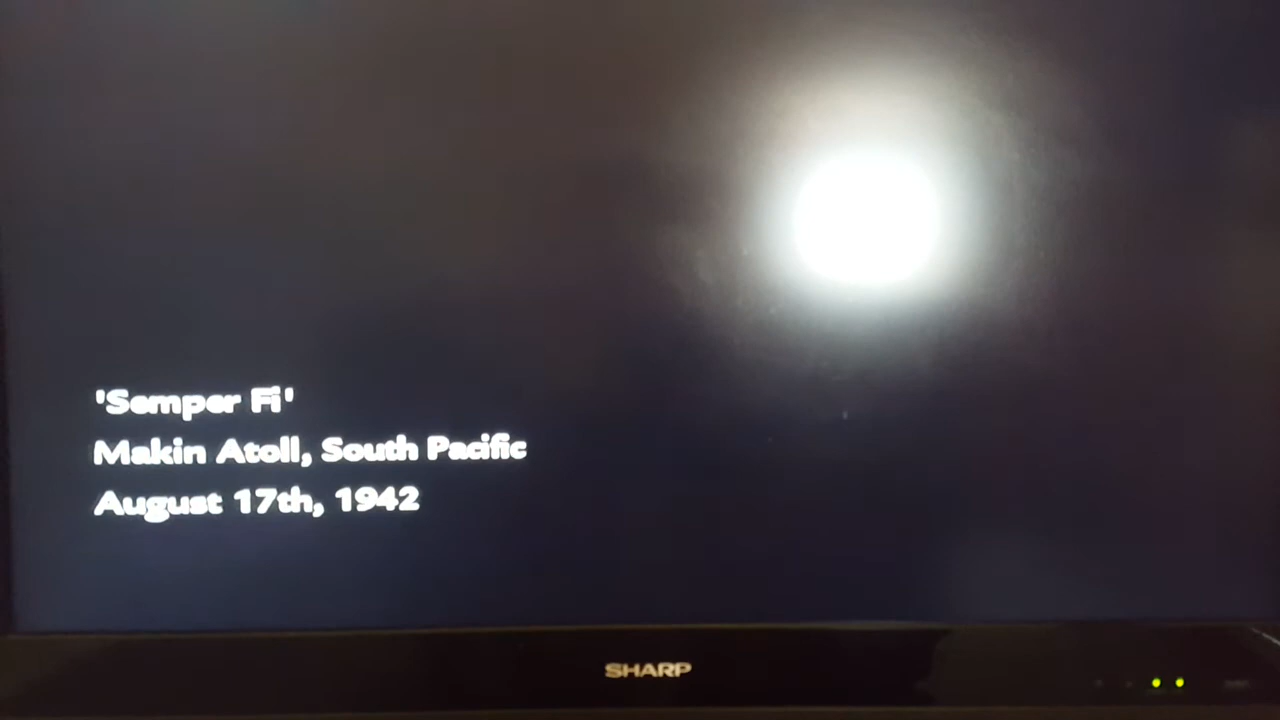 'Semper Fi'
Makin Atoll, South Pacific
August 17th, 1942
SHARP